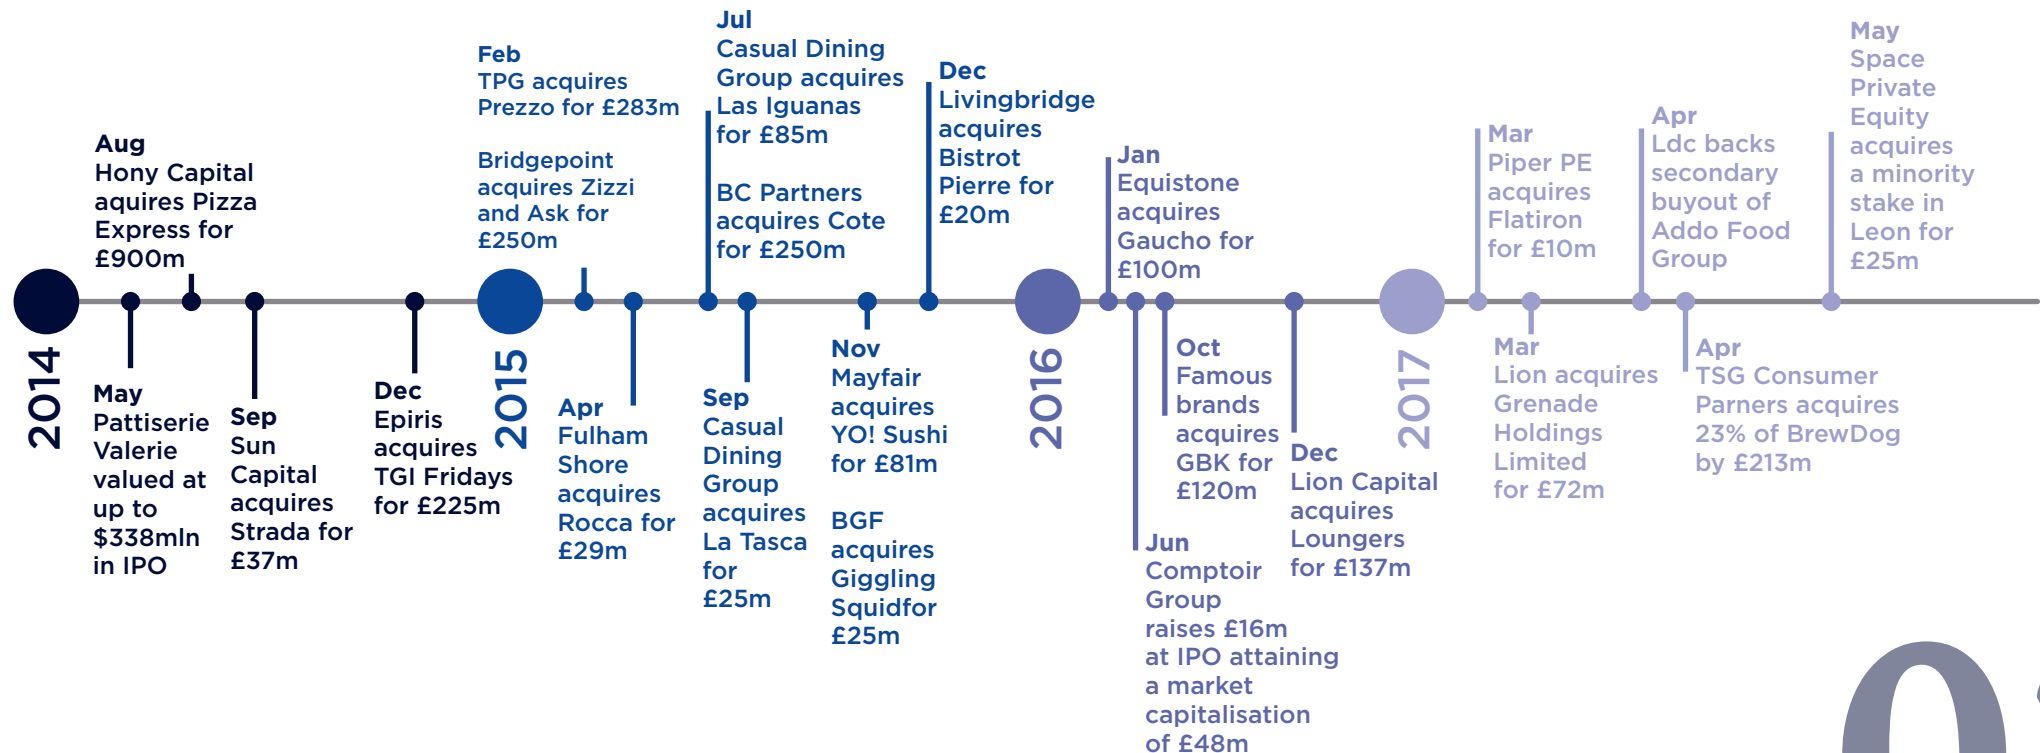 2014
Aug
Hony Capital
aquires Pizza
Express for
£900m
May
Pattiserie
Valerie
valued at
up to
$338mln
in IPO
Sep
Sun
Capital
acquires
Strada for
£37m
Dec
Epiris
acquires
TGI Fridays
for £225m
2015
Feb
TPG acquires
Prezzo for £283m
Bridgepoint
acquires Zizzi
and Ask for
£250m
Apr
Fulham
Shore
acquires
Rocca for
£29m
Jul
Casual Dining
Group acquires
Las Iguanas
for £85m
BC Partners
acquires Cote
for £250m
Sep
Casual
Dining
Group
acquires
La Tasca
for
£25m
Nov
Mayfair
acquires
YO! Sushi
for £81m
BGF
acquires
Giggling
Squidfor
£25m
Dec
Livingbridge
acquires
Bistrot
Pierre for
£20m
2016
Jan
Equistone
acquires
Gaucho for
£100m
Jun
Comptoir
Group
raises £16m
at IPO attaining
a market
capitalisation
of £48m
Oct
Famous
brands
acquires
GBK for
£120m
Dec
Lion Capital
acquires
Loungers
for £137m
2017
Mar
Piper PE
acquires
Flatiron
for £10m
Mar
Lion acquires
Grenade
Holdings
Limited
for £72m
Apr
Ldc backs
secondary
buyout of
Addo Food
Group
Apr
TSG Consumer
Parners acquires
23% of BrewDog
by £213m
May
Space
Private
Equity
acquires
a minority
stake in
Leon for
£25m